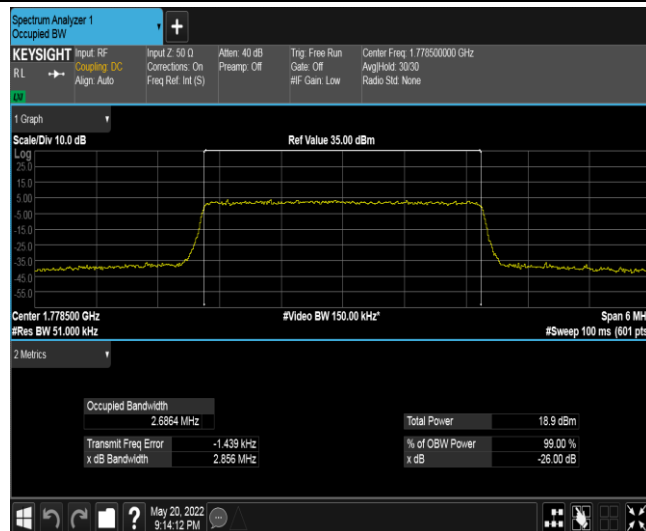 Spectrum Analyzer 1
Occupied BW
+
KEYSIGHT
RL
Input: RF
Coupling: DC
Align: Auto
Input Z: 50 Ω
Corrections: On
Freq Ref: Int (S)
Atten: 40 dB
Preamp: Off
Trig: Free Run
Gate: Off
#IF Gain: Low
Center Freq: 1.778500000 GHz
Avg|Hold: 30/30
Radio Std: None
1 Graph
Scale/Div 10.0 dB
Ref Value 35.00 dBm
Log
25.0
15.0
5.00
-5.00
-15.0
-25.0
-35.0
-45.0
-55.0
Center 1.778500 GHz
#Video BW 150.00 kHz*
Span 6 MH
#Res BW 51.000 kHz
#Sweep 100 ms (601 pts
2 Metrics
Occupied Bandwidth
2.6864 MHz
Total Power 18.9 dBm
Transmit Freq Error -1.439 kHz
% of OBW Power 99.00 %
x dB Bandwidth 2.856 MHz
x dB -26.00 dB
?
May 20, 2022
9:14:12 PM